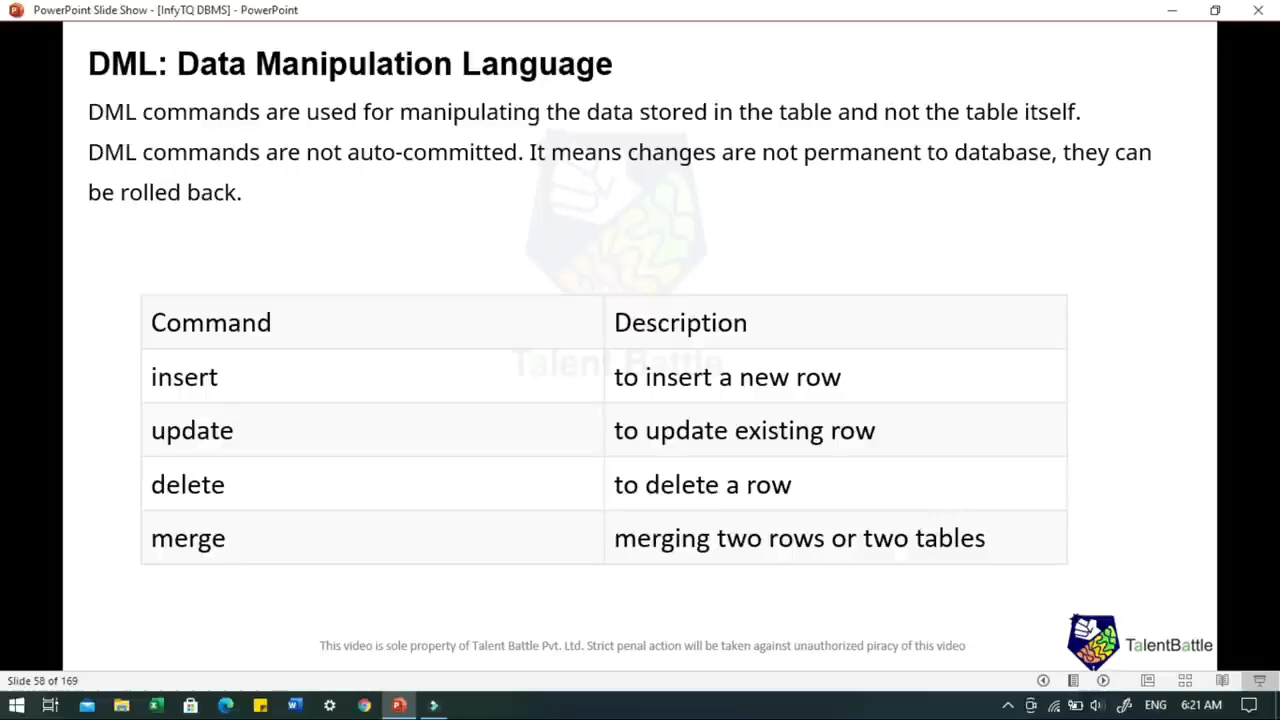 PowerPoint Slide Show - [InfyTQ DBMS] - PowerPoint
DML: Data Manipulation Language
DML commands are used for manipulating the data stored in the table and not the table itself.
DML commands are not auto-committed. It means changes are not permanent to database, they can
be rolled back.
Talent Battle
Command Description
insert to insert a new row
update to update existing row
delete to delete a row
merge merging two rows or two tables
This video is sole property of Talent Battle Pvt. Ltd. Strict penal action will be taken against unauthorized piracy of this video
TalentBattle
Slide 58 of 169
ENG 6:21 AM